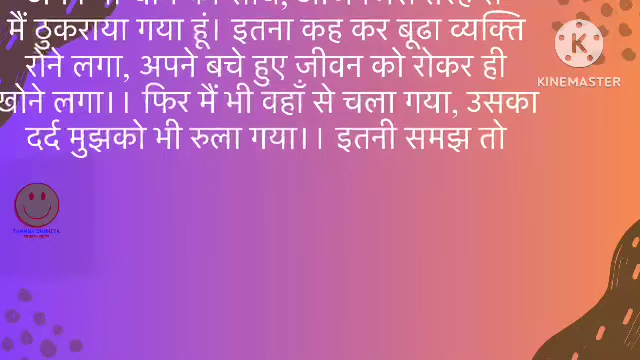 मैं ठुकराया गया हूं। इतना कह कर बूढा व्यक्ति
रोने लगा, अपने बचे हुए जीवन को रोकर ही
खोने लगा।। फिर मैं भी वहाँ से चला गया, उसका
दर्द मुझको भी रुला गया।। इतनी समझ तो
KINEMASTER